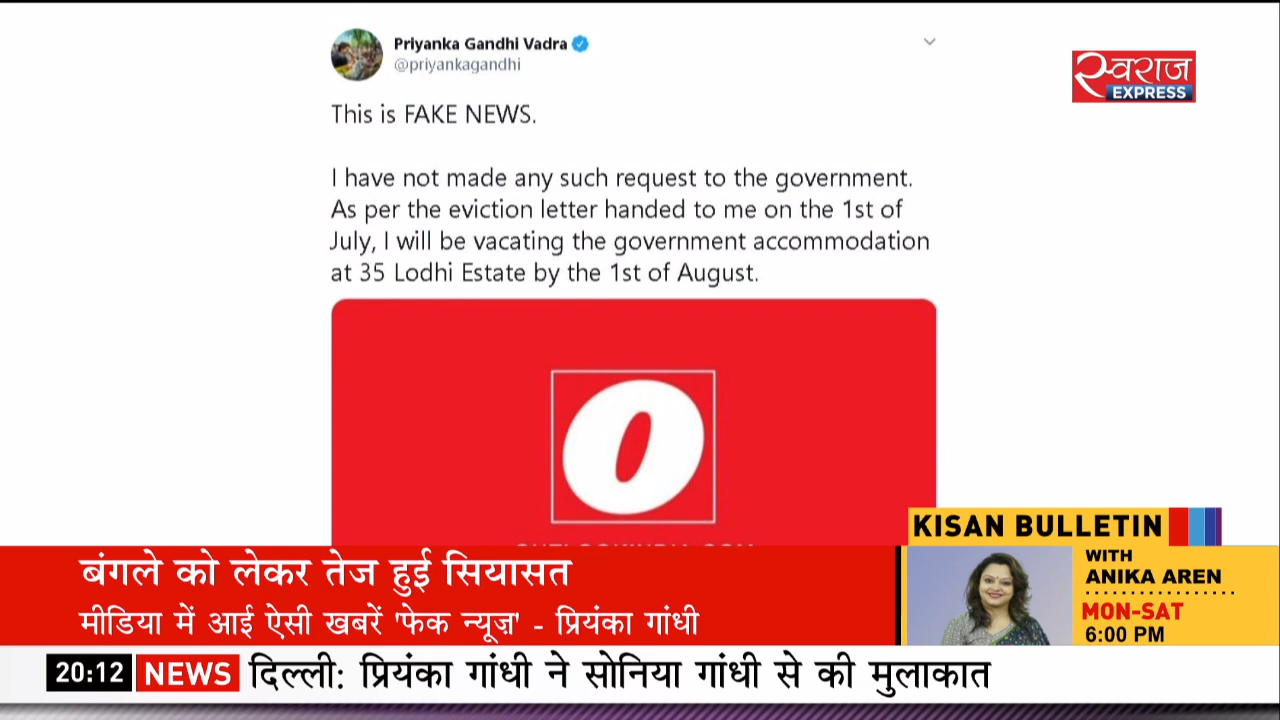 Priyanka Gandhi Vadra
@priyankagandhi
स्वराज
EXPRESS
This is FAKE NEWS.
I have not made any such request to the government.
As per the eviction letter handed to me on the 1st of
July, I will be vacating the government accommodation
at 35 Lodhi Estate by the 1st of August.
O
KISAN BULLETIN
WITH
ANIKA AREN
MON-SAT
6:00 PM
बंगले को लेकर तेज हुई सियासत
मीडिया में आई ऐसी खबरें 'फेक न्यूज़' - प्रियंका गांधी
20:12 NEWS दिल्ली: प्रियंका गांधी ने सोनिया गांधी से की मुलाकात